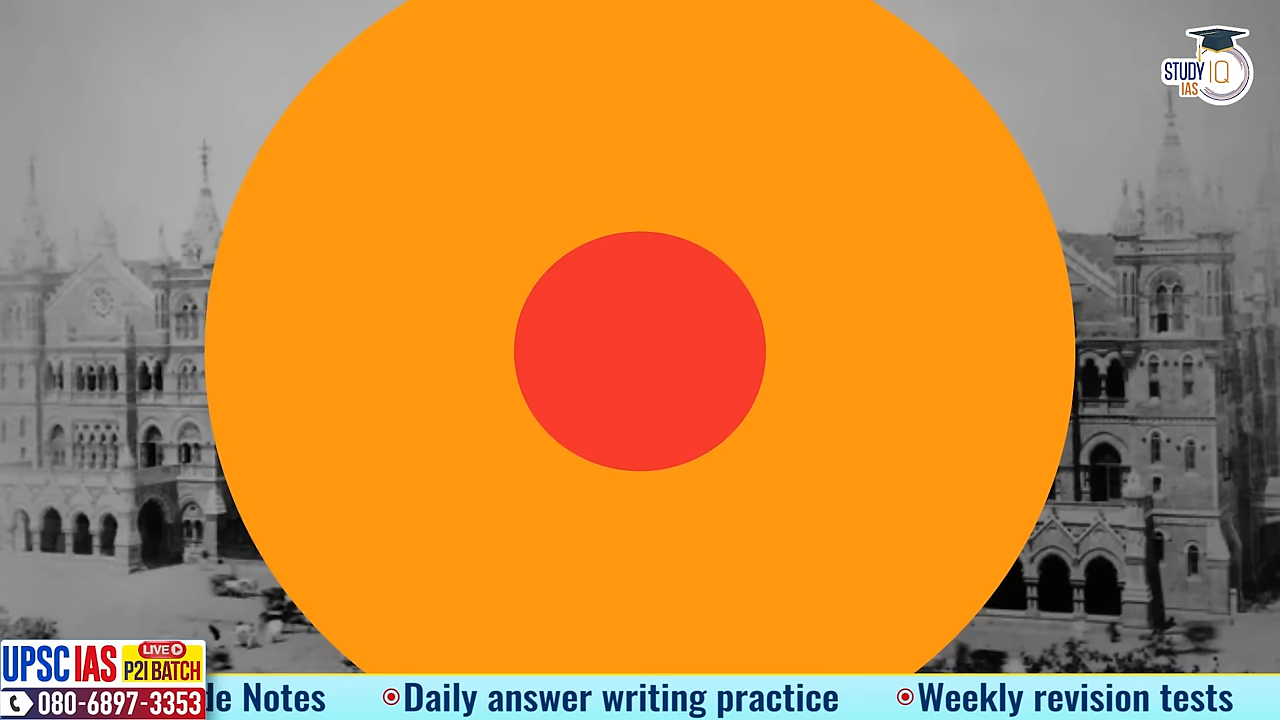 STUDY IQ
IAS
UPSC IAS
LIVE
P2I BATCH
080-6897-3353
de Notes
Daily answer writing practice
Weekly revision tests